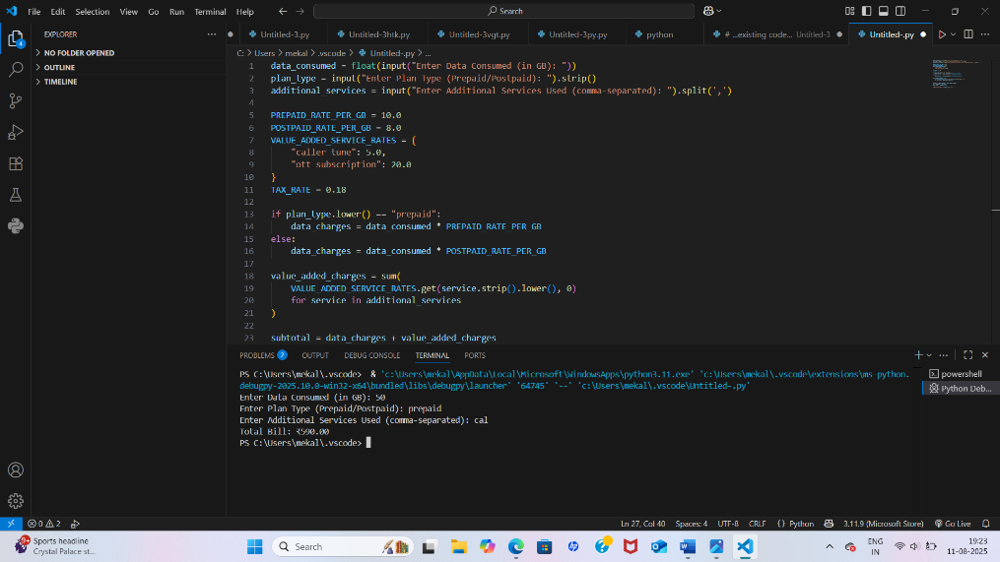 File Edit Selection View Go Run Terminal Help
Search
EXPLORER
NO FOLDER OPENED
OUTLINE
TIMELINE
4
Untitled-3.py Untitled-3htk.py Untitled-3vgt.py Untitled-3py.py python # ...existing code... Untitled-3 Untitled-.py
C: > Users > mekal > .vscode > Untitled-.py > ...
1 data_consumed = float(input("Enter Data Consumed (in GB): "))
2 plan_type = input("Enter Plan Type (Prepaid/Postpaid): ").strip()
3 additional_services = input("Enter Additional Services Used (comma-separated): ").split(',')
4
5 PREPAID_RATE_PER_GB = 10.0
6 POSTPAID_RATE_PER_GB = 8.0
7 VALUE_ADDED_SERVICE_RATES = {
8 "caller tune": 5.0,
9 "ott subscription": 20.0
10 }
11 TAX_RATE = 0.18
12
13 if plan_type.lower() == "prepaid":
14 data_charges = data_consumed * PREPAID_RATE_PER_GB
15 else:
16 data_charges = data_consumed * POSTPAID_RATE_PER_GB
17
18 value_added_charges = sum(
19 VALUE_ADDED_SERVICE_RATES.get(service.strip().lower(), 0)
20 for service in additional_services
21 )
22
23 subtotal = data_charges + value_added_charges
PROBLEMS 2 OUTPUT DEBUG CONSOLE TERMINAL PORTS
PS C:\Users\mekal\.vscode> & 'c:\Users\mekal\AppData\Local\Microsoft\WindowsApps\python3.11.exe' 'c:\Users\mekal\.vscode\extensions\ms-python.
debugpy-2025.10.0-win32-x64\bundled\libs\debugpy\launcher' '64745' '--' 'c:\Users\mekal\.vscode\Untitled-.py'
Enter Data Consumed (in GB): 50
Enter Plan Type (Prepaid/Postpaid): prepaid
Enter Additional Services Used (comma-separated): cal
Total Bill: ₹590.00
PS C:\Users\mekal\.vscode>
powershell
Python Deb...
0 2
Ln 27, Col 40 Spaces: 4 UTF-8 CRLF {} Python 3.11.9 (Microsoft Store) Go Live
9+
Sports headline
Crystal Palace st...
Search
ENG
IN
19:23
11-08-2025